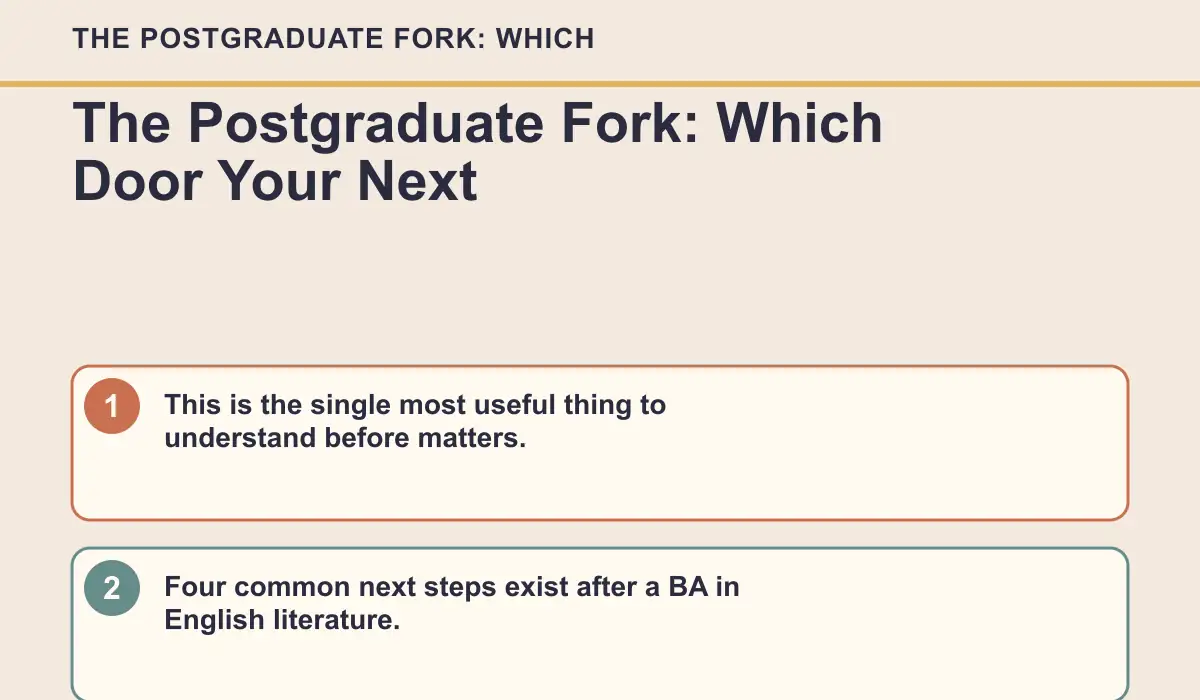 THE POSTGRADUATE FORK: WHICH
The Postgraduate Fork: Which
Door Your Next
1
This is the single most useful thing to
understand before matters.
2
Four common next steps exist after a BA in
English literature.